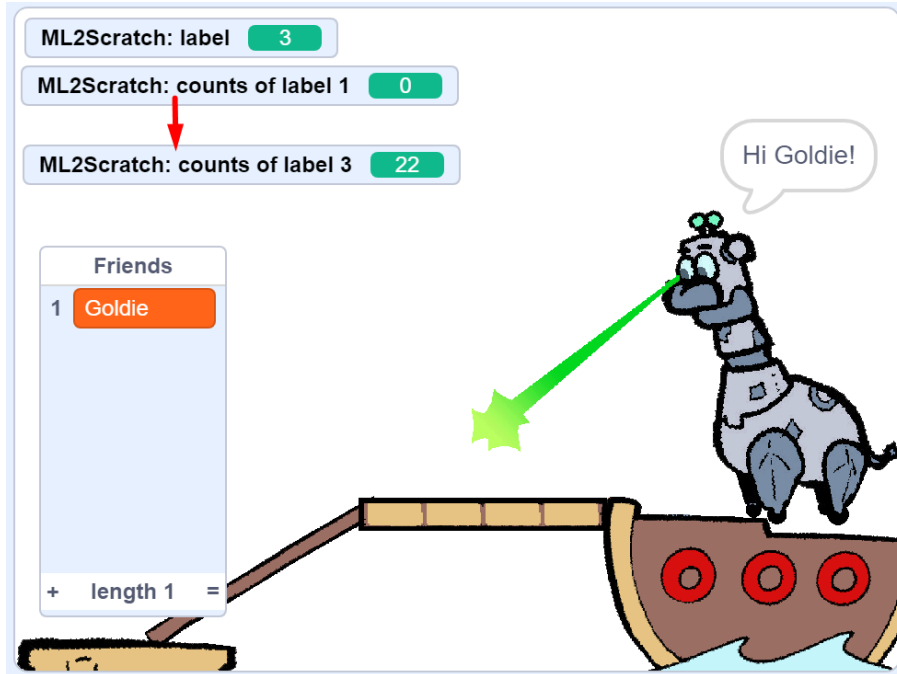 ML2Scratch: label 3
ML2Scratch: counts of label 1 0
ML2Scratch: counts of label 3 22
Hi Goldie!
Friends
1 Goldie
+ length 1 =